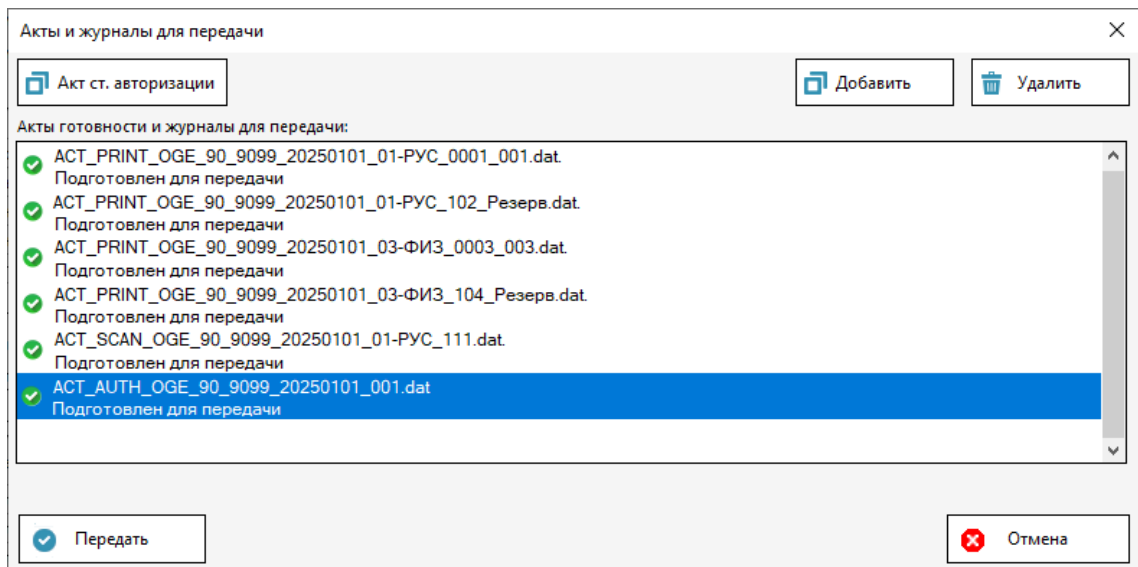 Акты и журналы для передачи
Акт ст. авторизации
Добавить
Удалить
Акты готовности и журналы для передачи:
ACT_PRINT_OGE_90_9099_20250101_01-РУС_0001_001.dat.
Подготовлен для передачи
ACT_PRINT_OGE_90_9099_20250101_01-РУС_102_Резерв.dat.
Подготовлен для передачи
ACT_PRINT_OGE_90_9099_20250101_03-ФИЗ_0003_003.dat.
Подготовлен для передачи
ACT_PRINT_OGE_90_9099_20250101_03-ФИЗ_104_Резерв.dat.
Подготовлен для передачи
ACT_SCAN_OGE_90_9099_20250101_01-РУС_111.dat.
Подготовлен для передачи
ACT_AUTH_OGE_90_9099_20250101_001.dat
Подготовлен для передачи
Передать
Отмена